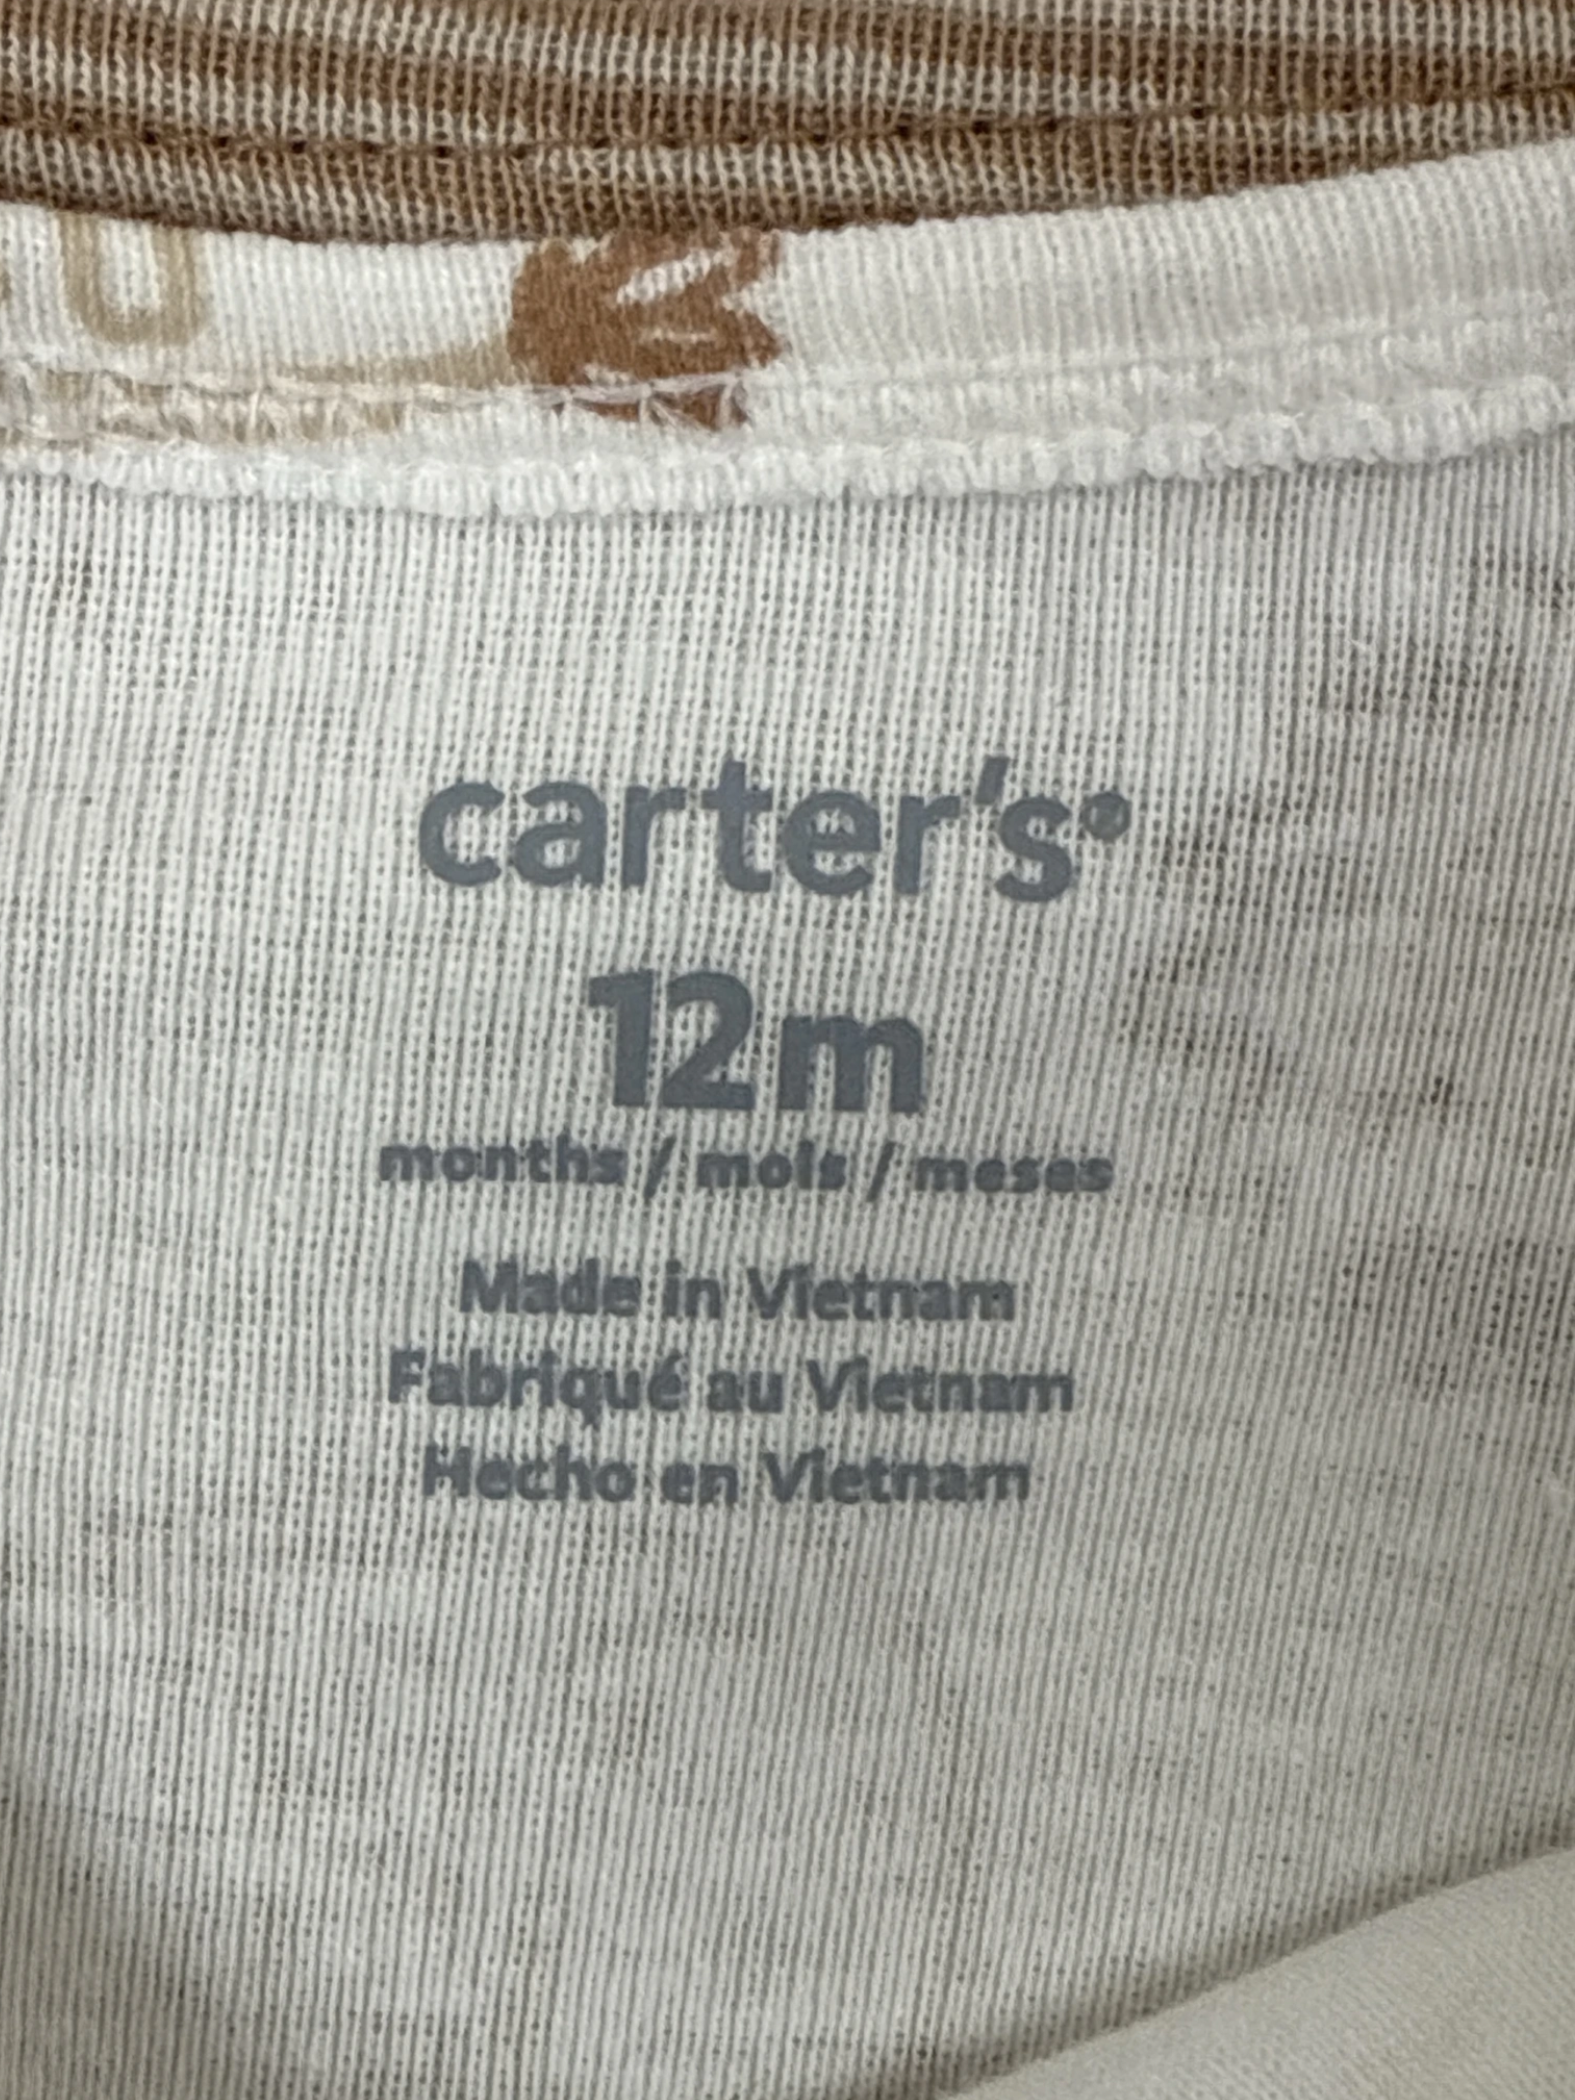 carter's®
12m
months / mois / meses
Made in Vietnam
Fabriqué au Vietnam
Hecho en Vietnam